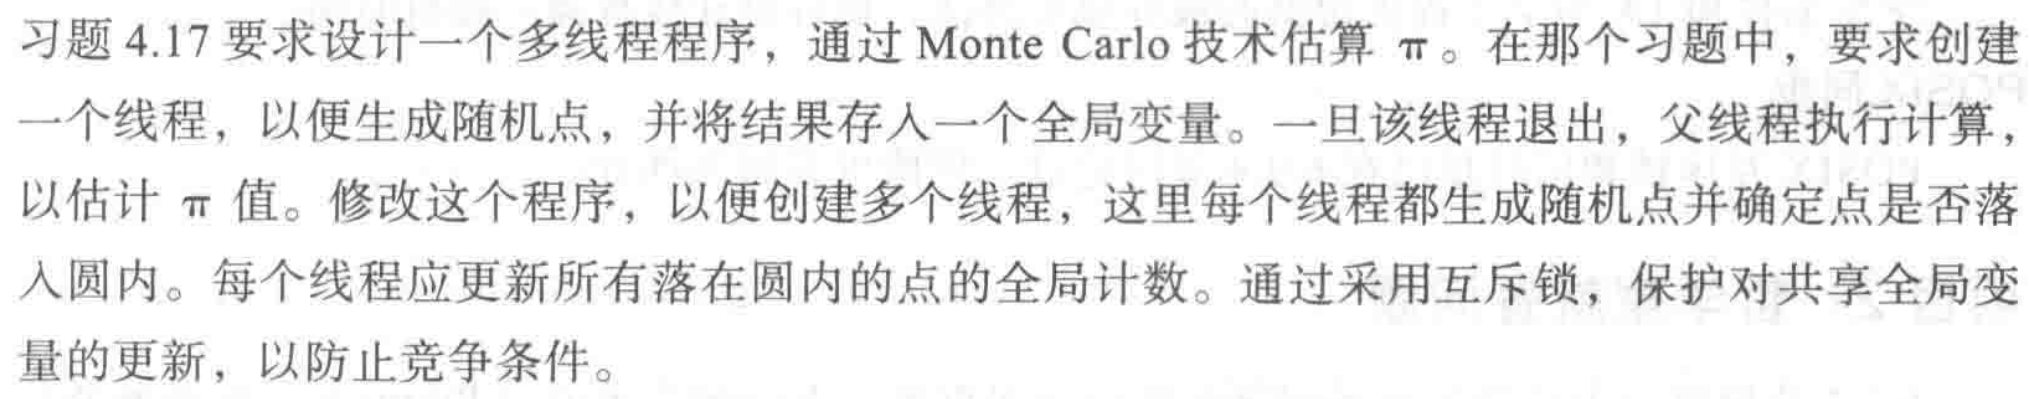 习题 4.17 要求设计一个多线程程序，通过 Monte Carlo 技术估算 π。在那个习题中，要求创建
一个线程，以便生成随机点，并将结果存入一个全局变量。一旦该线程退出，父线程执行计算，
以估计 π 值。修改这个程序，以便创建多个线程，这里每个线程都生成随机点并确定点是否落
入圆内。每个线程应更新所有落在圆内的点的全局计数。通过采用互斥锁，保护对共享全局变
量的更新，以防止竞争条件。